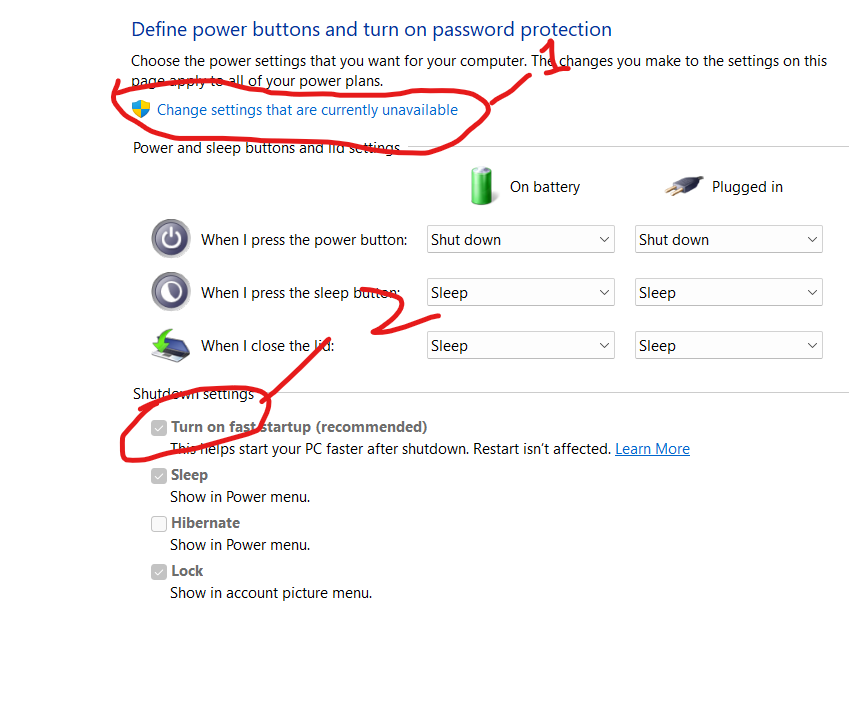 Define power buttons and turn on password protection
Choose the power settings that you want for your computer. The changes you make to the settings on this
page apply to all of your power plans.
1
Change settings that are currently unavailable
Power and sleep buttons and lid settings
On battery Plugged in
When I press the power button: Shut down Shut down
When I press the sleep button: Sleep Sleep
2
When I close the lid: Sleep Sleep
Shutdown settings
Turn on fast startup (recommended)
This helps start your PC faster after shutdown. Restart isn't affected. Learn More
Sleep
Show in Power menu.
Hibernate
Show in Power menu.
Lock
Show in account picture menu.